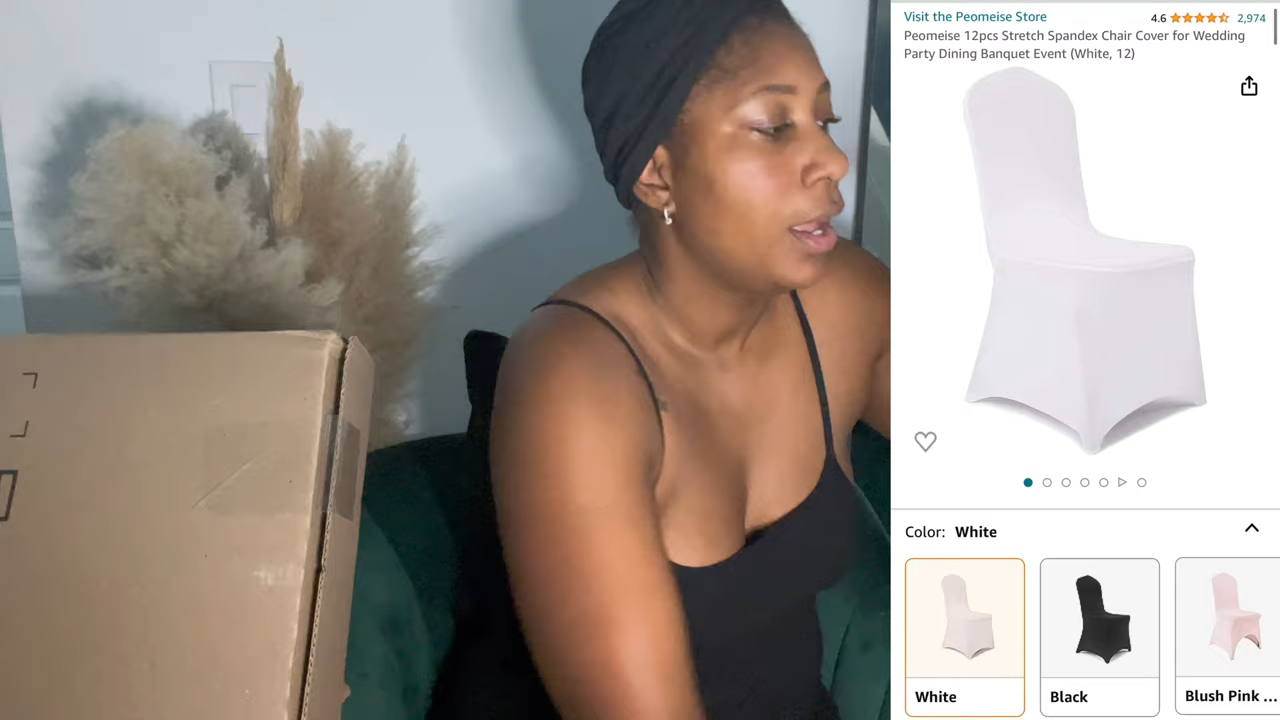 Visit the Peomeise Store
4.6 2,974
Peomeise 12pcs Stretch Spandex Chair Cover for Wedding
Party Dining Banquet Event (White, 12)
Color: White
White
Black
Blush Pink ...